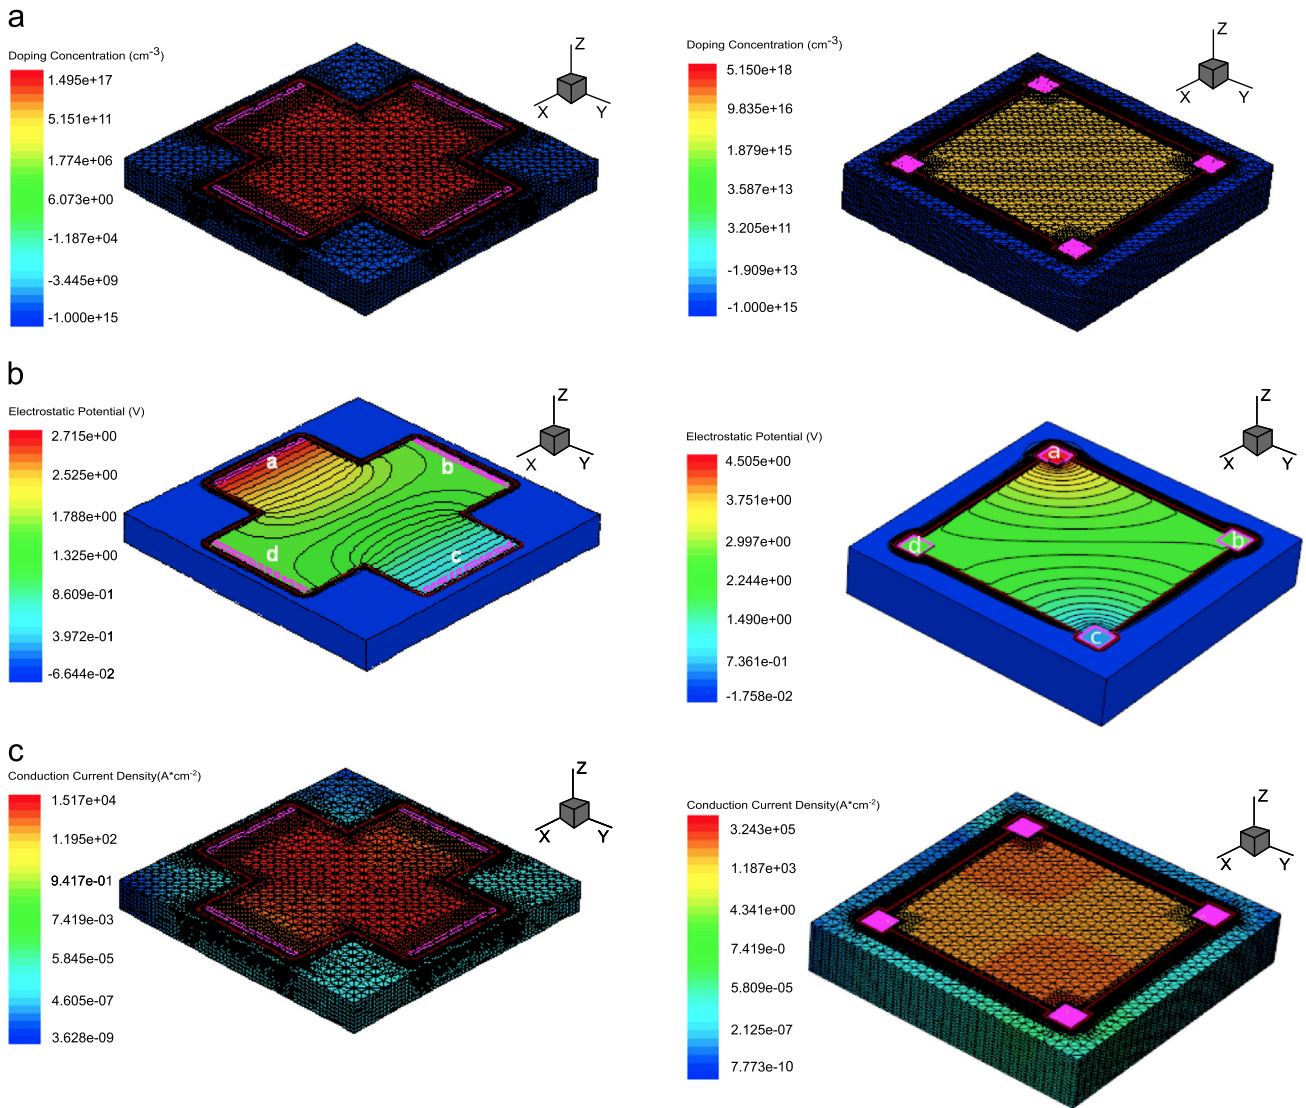 a
Doping Concentration (cm-3)
1.495e+17
5.151e+11
1.774e+06
6.073e+00
-1.187e+04
-3.445e+09
-1.000e+15
Z
X
Y
Doping Concentration (cm-3)
5.150e+18
9.835e+16
1.879e+15
3.587e+13
3.205e+11
-1.909e+13
-1.000e+15
Z
X
Y
b
Electrostatic Potential (V)
2.715e+00
2.525e+00
1.788e+00
1.325e+00
8.609e-01
3.972e-01
-6.644e-02
a
b
d
c
Z
X
Y
Electrostatic Potential (V)
4.505e+00
3.751e+00
2.997e+00
2.244e+00
1.490e+00
7.361e-01
-1.758e-02
a
d
b
c
Z
X
Y
c
Conduction Current Density(A*cm-2)
1.517e+04
1.195e+02
9.417e-01
7.419e-03
5.845e-05
4.605e-07
3.628e-09
Z
X
Y
Conduction Current Density(A*cm-2)
3.243e+05
1.187e+03
4.341e+00
7.419e-0
5.809e-05
2.125e-07
7.773e-10
Z
X
Y